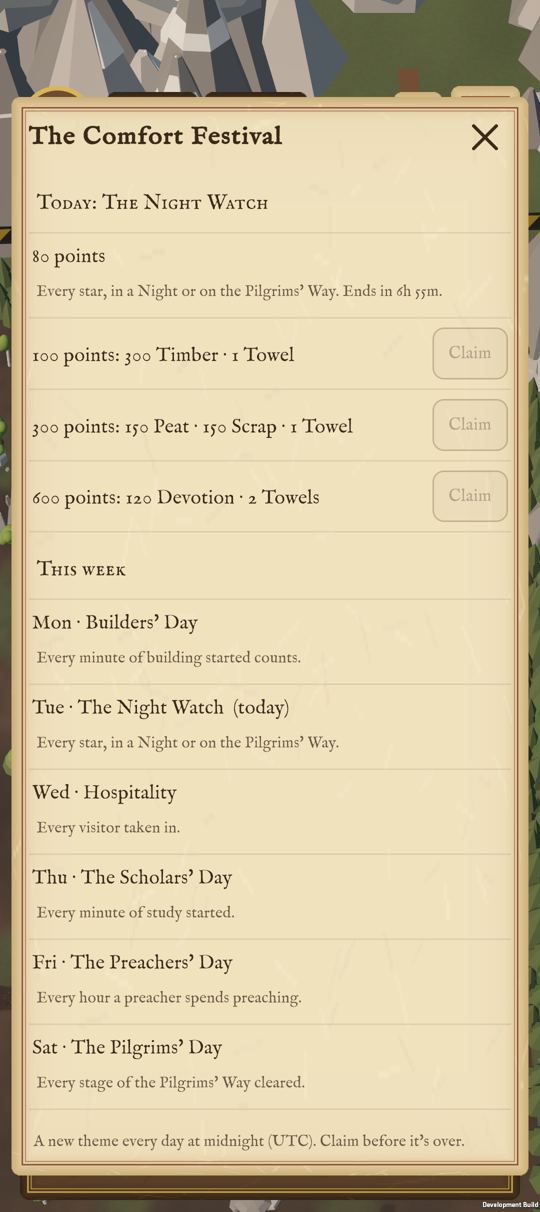 The Comfort Festival
Today: The Night Watch
80 points
Every star, in a Night or on the Pilgrims’ Way. Ends in 6h 55m.
100 points: 300 Timber · 1 Towel
Claim
300 points: 150 Peat · 150 Scrap · 1 Towel
Claim
600 points: 120 Devotion · 2 Towels
Claim
This week
Mon · Builders’ Day
Every minute of building started counts.
Tue · The Night Watch (today)
Every star, in a Night or on the Pilgrims’ Way.
Wed · Hospitality
Every visitor taken in.
Thu · The Scholars’ Day
Every minute of study started.
Fri · The Preachers’ Day
Every hour a preacher spends preaching.
Sat · The Pilgrims’ Day
Every stage of the Pilgrims’ Way cleared.
A new theme every day at midnight (UTC). Claim before it’s over.
Development Build